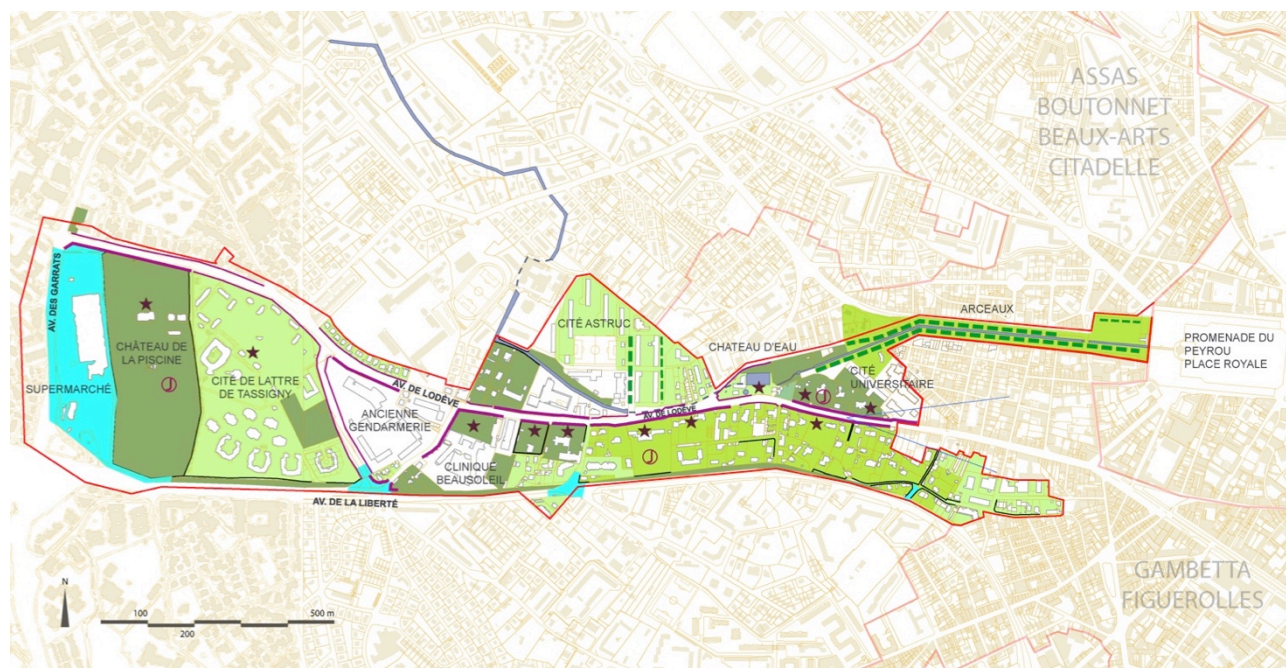 ASSAS
BOUTONNET
BEAUX-ARTS
CITADELLE
ARCEAUX
PROMENADE DU
PEYROU
PLACE ROYALE
CITÉ ASTRUC
CHATEAU D'EAU
CITÉ
UNIVERSITAIRE
AV. DES GARRATS
CHÂTEAU DE
LA PISCINE
SUPERMARCHÉ
J
CITÉ DE LATTRE
DE TASSIGNY
AV. DE LODÈVE
AV. DE LODÈVE
ANCIENNE
GENDARMERIE
CLINIQUE
BEAUSOLEIL
J
J
AV. DE LA LIBERTÉ
GAMBETTA
FIGUEROLLES
N
100
200
500 m